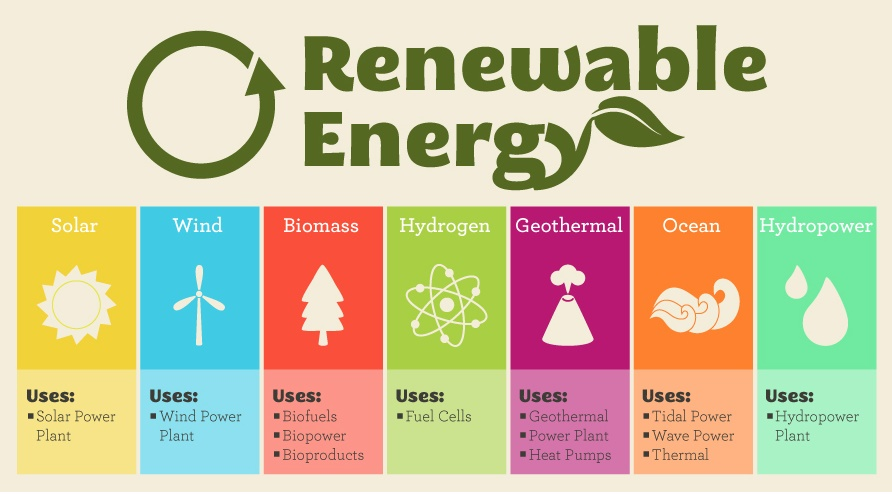 Renewable
Energy
Solar
Uses:
▪Solar Power
Plant
Wind
Uses:
▪Wind Power
Plant
Biomass
Uses:
▪Biofuels
▪Biopower
▪Bioproducts
Hydrogen
Uses:
▪Fuel Cells
Geothermal
Uses:
▪Geothermal
▪Power Plant
▪Heat Pumps
Ocean
Uses:
▪Tidal Power
▪Wave Power
▪Thermal
Hydropower
Uses:
▪Hydropower
Plant